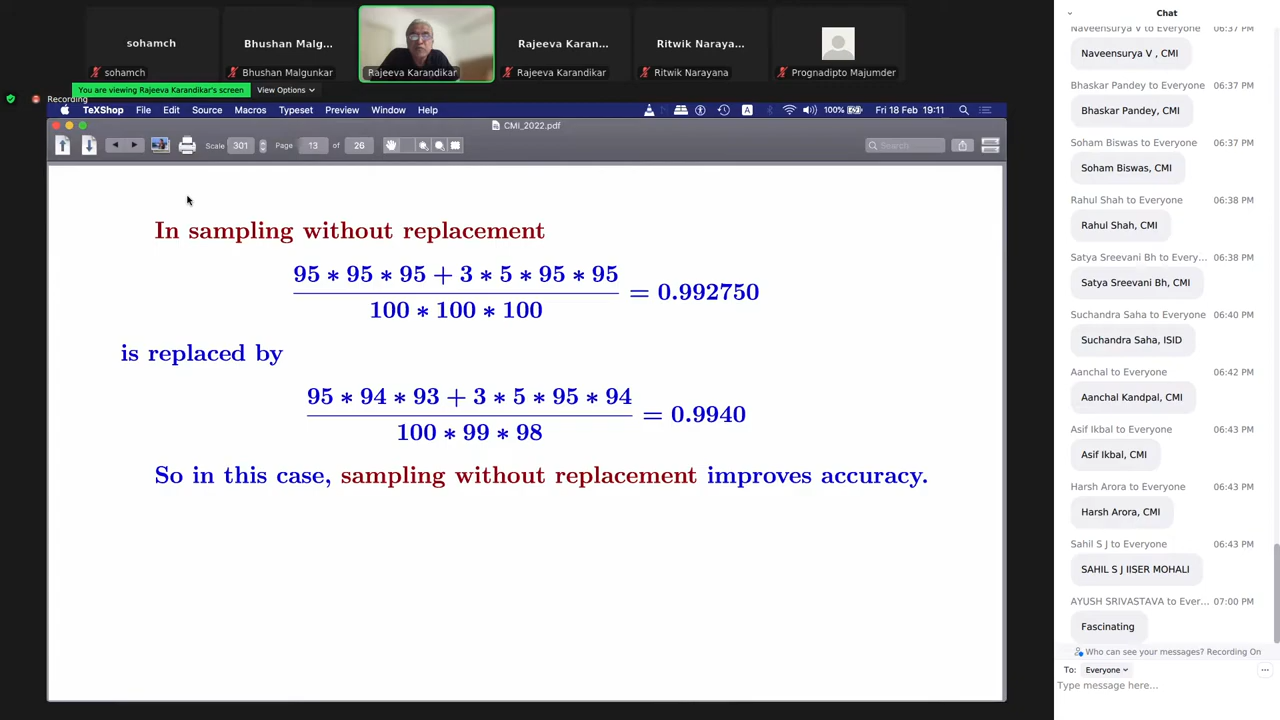 sohamch
Bhushan Malg...
Rajeeva Karan...
Ritwik Naraya...
sohamch
Bhushan Malgunkar
Rajeeva Karandikar
Rajeeva Karandikar
Ritwik Narayana
Prognadipto Majumder
You are viewing Rajeeva Karandikar's screen
View Options
Recording
TeXShop File Edit Source Macros Typeset Preview Window Help
A
100%
Fri 18 Feb 19:11
CMI_2022.pdf
Scale 301 Page 13 of 26
Search
In sampling without replacement
95 * 95 * 95 + 3 * 5 * 95 * 95
100 * 100 * 100
= 0.992750
is replaced by
95 * 94 * 93 + 3 * 5 * 95 * 94
100 * 99 * 98
= 0.9940
So in this case, sampling without replacement improves accuracy.
Chat
Naveensurya V to Everyone 06:37 PM
Naveensurya V , CMI
Bhaskar Pandey to Everyone 06:37 PM
Bhaskar Pandey, CMI
Soham Biswas to Everyone 06:37 PM
Soham Biswas, CMI
Rahul Shah to Everyone 06:38 PM
Rahul Shah, CMI
Satya Sreevani Bh to Every... 06:38 PM
Satya Sreevani Bh, CMI
Suchandra Saha to Everyone 06:40 PM
Suchandra Saha, ISID
Aanchal to Everyone 06:42 PM
Aanchal Kandpal, CMI
Asif Ikbal to Everyone 06:43 PM
Asif Ikbal, CMI
Harsh Arora to Everyone 06:43 PM
Harsh Arora, CMI
Sahil S J to Everyone 06:43 PM
SAHIL S J IISER MOHALI
AYUSH SRIVASTAVA to Ever... 07:00 PM
Fascinating
Who can see your messages? Recording On
To: Everyone
Type message here...